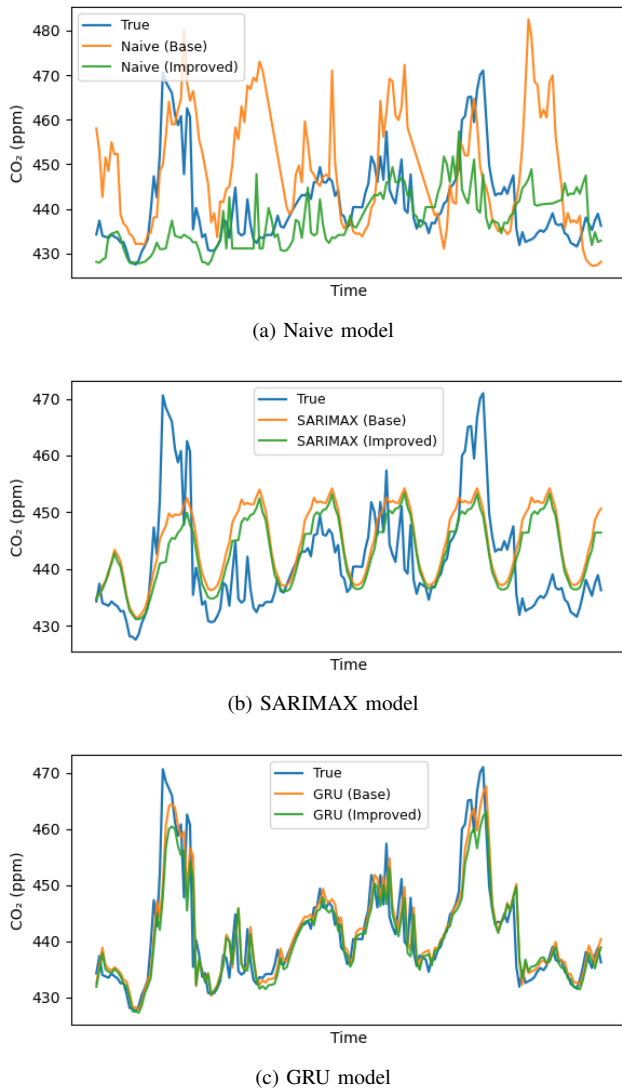 480
470
460
450
440
430
CO₂ (ppm)
True
Naive (Base)
Naive (Improved)
Time
(a) Naive model
470
460
450
440
430
CO₂ (ppm)
True
SARIMAX (Base)
SARIMAX (Improved)
Time
(b) SARIMAX model
470
460
450
440
430
CO₂ (ppm)
True
GRU (Base)
GRU (Improved)
Time
(c) GRU model